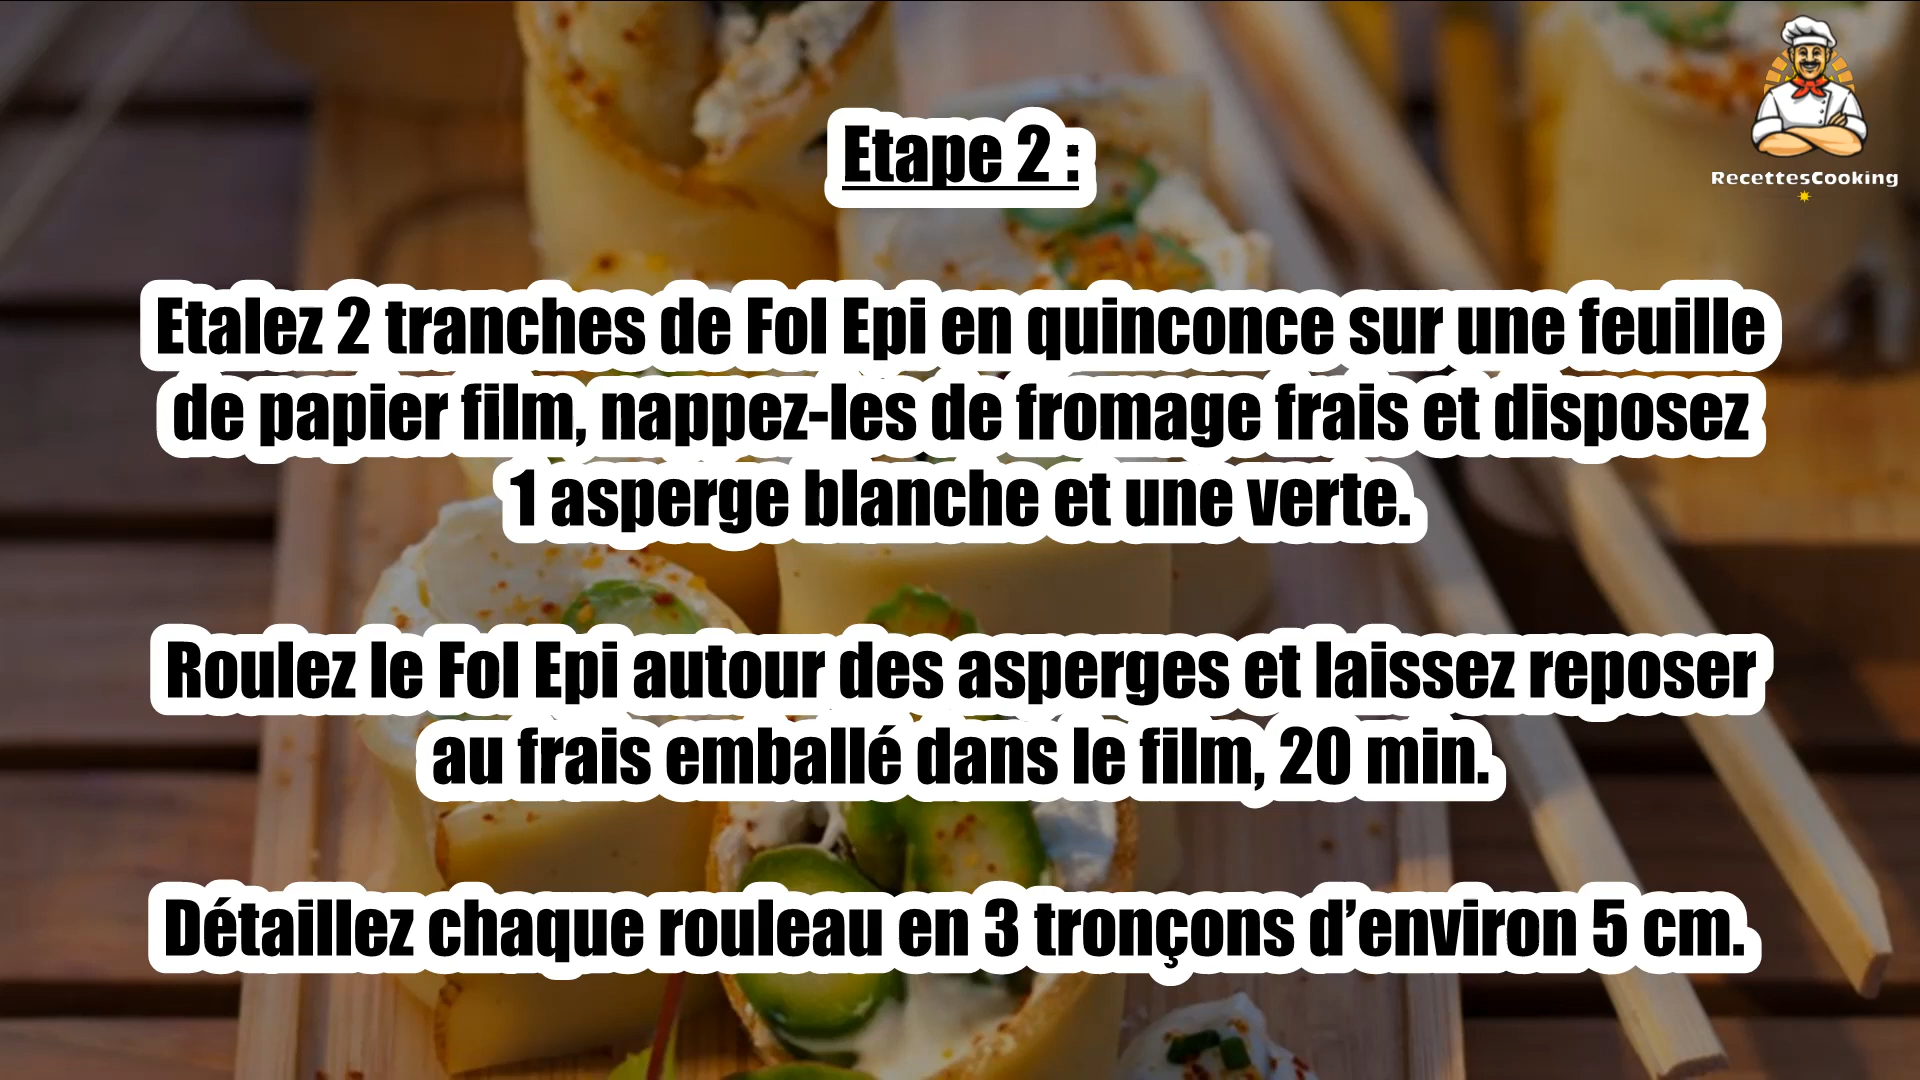 RecettesCooking
Etape 2 :
Etalez 2 tranches de Fol Epi en quinconce sur une feuille
de papier film, nappez-les de fromage frais et disposez
1 asperge blanche et une verte.
Roulez le Fol Epi autour des asperges et laissez reposer
au frais emballé dans le film, 20 min.
Détaillez chaque rouleau en 3 tronçons d’environ 5 cm.